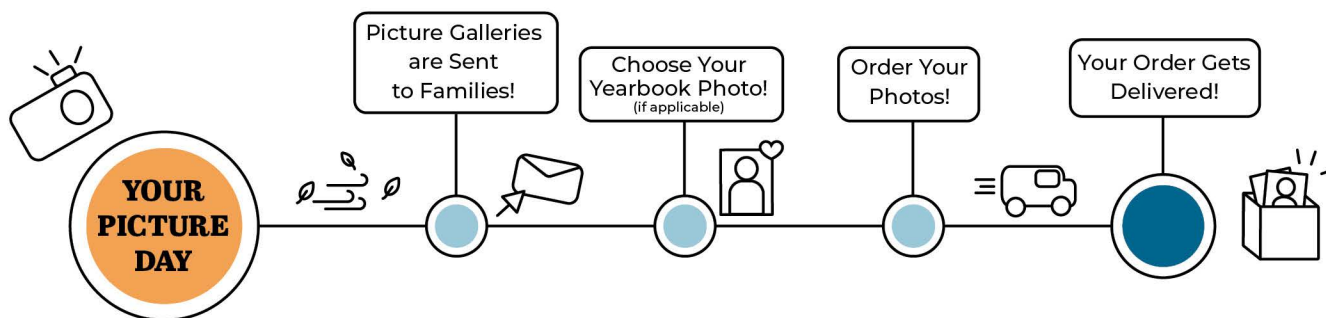 YOUR
PICTURE
DAY
Picture Galleries
are Sent
to Families!
Choose Your
Yearbook Photo!
(if applicable)
Order Your
Photos!
Your Order Gets
Delivered!